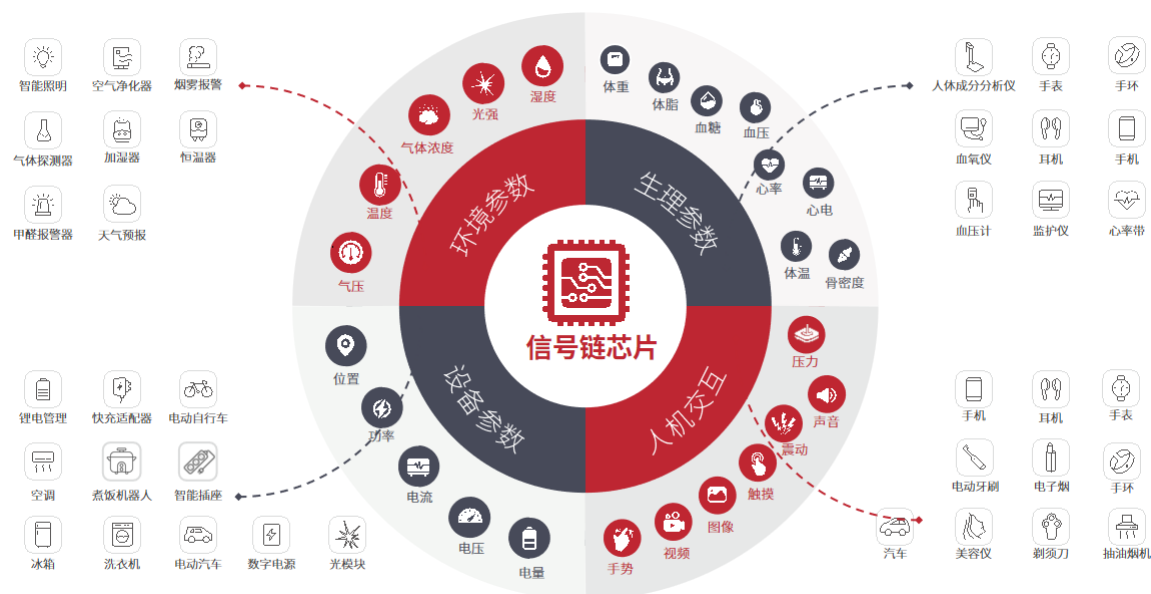 智能照明
空气净化器
烟雾报警
气体探测器
加湿器
恒温器
甲醛报警器
天气预报
湿度
光强
气体浓度
温度
气压
环境参数
体重
体脂
血糖
血压
心率
心电
体温
骨密度
生理参数
人体成分分析仪
手表
手环
血氧仪
耳机
手机
血压计
监护仪
心率带
信号链芯片
锂电管理
快充适配器
电动自行车
空调
煮饭机器人
智能插座
冰箱
洗衣机
电动汽车
数字电源
光模块
位置
功率
电流
电压
电量
设备参数
压力
声音
震动
触摸
图像
视频
手势
人机交互
手机
耳机
手表
电动牙刷
电子烟
手环
汽车
美容仪
剃须刀
抽油烟机